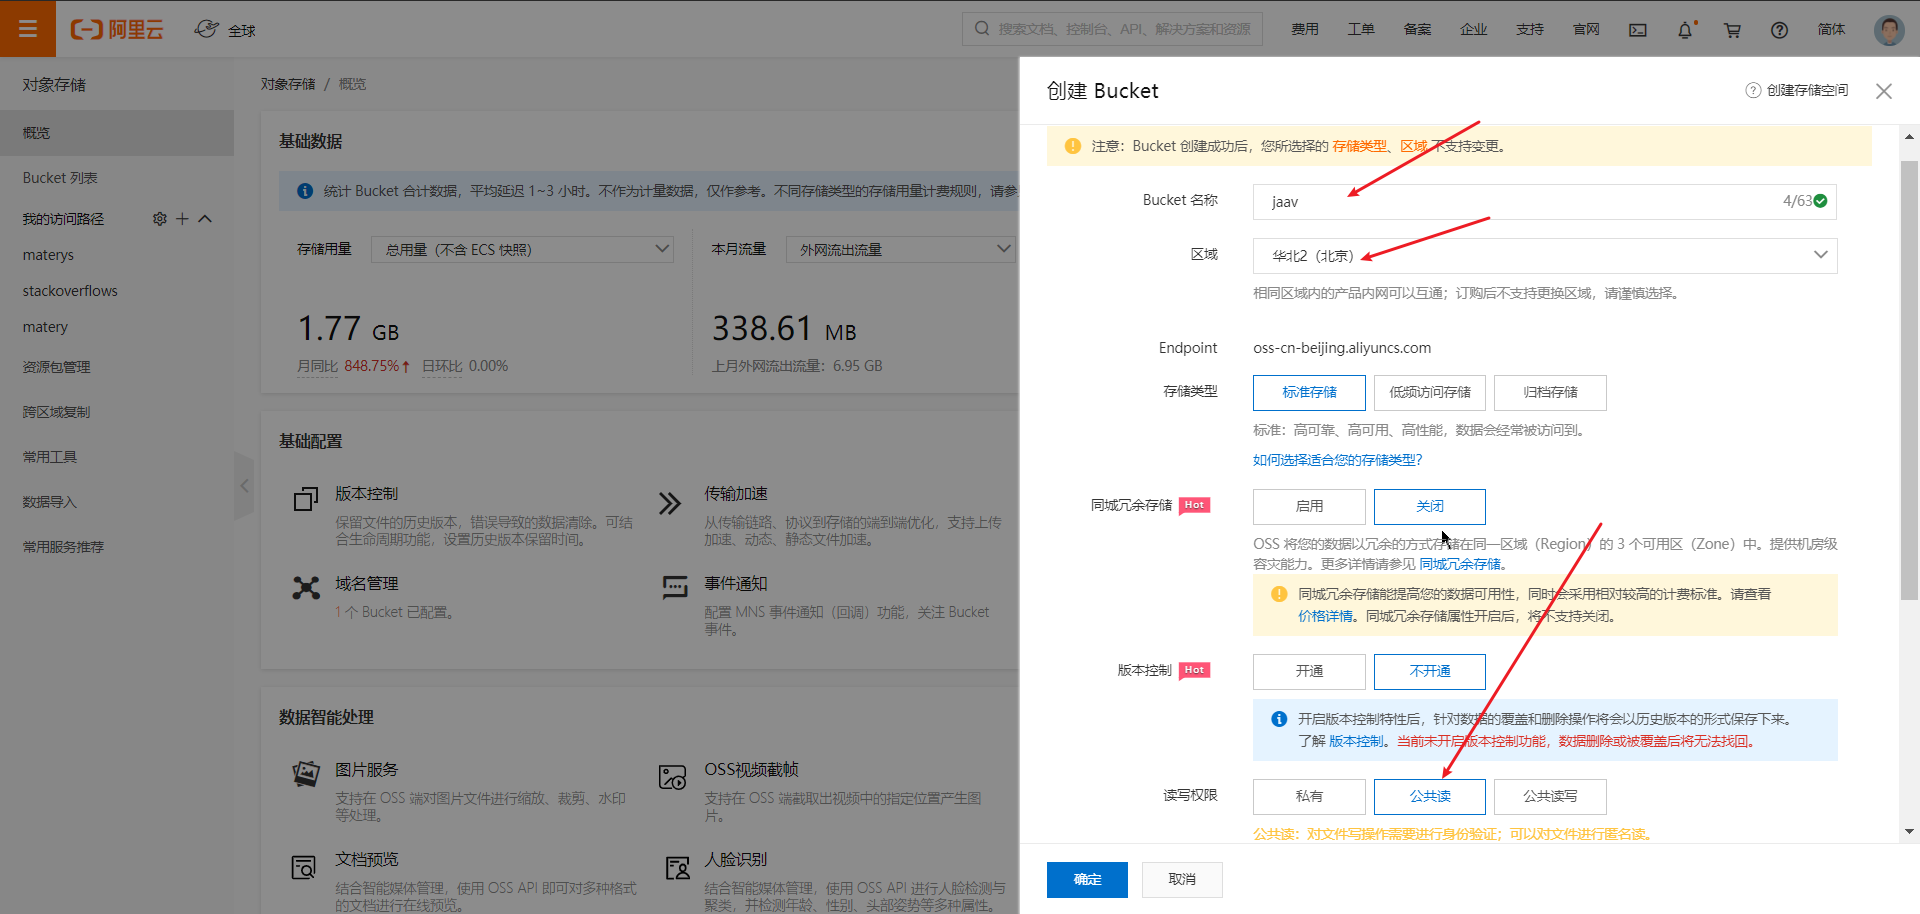 阿里云
全球
搜索文档、控制台、API、解决方案和资源
费用
工单
备案
企业
支持
官网
简体
对象存储
概览
Bucket 列表
我的访问路径
materys
stackoverflows
matery
资源包管理
跨区域复制
常用工具
数据导入
常用服务推荐
对象存储 / 概览
基础数据
统计 Bucket 合计数据，平均延迟 1~3 小时。不作为计量数据，仅作参考。不同存储类型的存储用量计费规则，请参
存储用量
总用量（不含 ECS 快照）
本月流量
外网流出流量
1.77 GB
月同比 848.75% 日环比 0.00%
338.61 MB
上月外网流出流量：6.95 GB
基础配置
版本控制
保留文件的历史版本，错误导致的数据清除。可结
合生命周期功能，设置历史版本保留时间。
传输加速
从传输链路、协议到存储的端到端优化，支持上传
加速、动态、静态文件加速。
域名管理
1 个 Bucket 已配置。
事件通知
配置 MNS 事件通知（回调）功能，关注 Bucket
事件。
数据智能处理
图片服务
支持在 OSS 端对图片文件进行缩放、裁剪、水印
等处理。
OSS视频截帧
支持在 OSS 端截取出视频中的指定位置产生图
片。
文档预览
结合智能媒体管理，使用 OSS API 即可对多种格式
的文档进行在线预览。
人脸识别
结合智能媒体管理，使用 OSS API 进行人脸检测与
聚类，并检测年龄、性别、头部姿势等多种属性。
创建 Bucket
创建存储空间
注意：Bucket 创建成功后，您所选择的 存储类型、区域 不支持变更。
Bucket 名称
jaav
4/63
区域
华北2（北京）
相同区域内的产品内网可以互通；订购后不支持更换区域，请谨慎选择。
Endpoint
oss-cn-beijing.aliyuncs.com
存储类型
标准存储
低频访问存储
归档存储
标准：高可靠、高可用、高性能，数据会经常被访问到。
如何选择适合您的存储类型？
同城冗余存储
Hot
启用
关闭
OSS 将您的数据以冗余的方式存储在同一区域（Region）的 3 个可用区（Zone）中。提供机房级
容灾能力。更多详情请参见 同城冗余存储。
同城冗余存储能提高您的数据可用性，同时会采用相对较高的计费标准。请查看
价格详情。同城冗余存储属性开启后，将不支持关闭。
版本控制
Hot
开通
不开通
开启版本控制特性后，针对数据的覆盖和删除操作将会以历史版本的形式保存下来。
了解 版本控制。当前未开启版本控制功能，数据删除或被覆盖后将无法找回。
读写权限
私有
公共读
公共读写
公共读：对文件写操作需要进行身份验证；可以对文件进行匿名读。
确定
取消